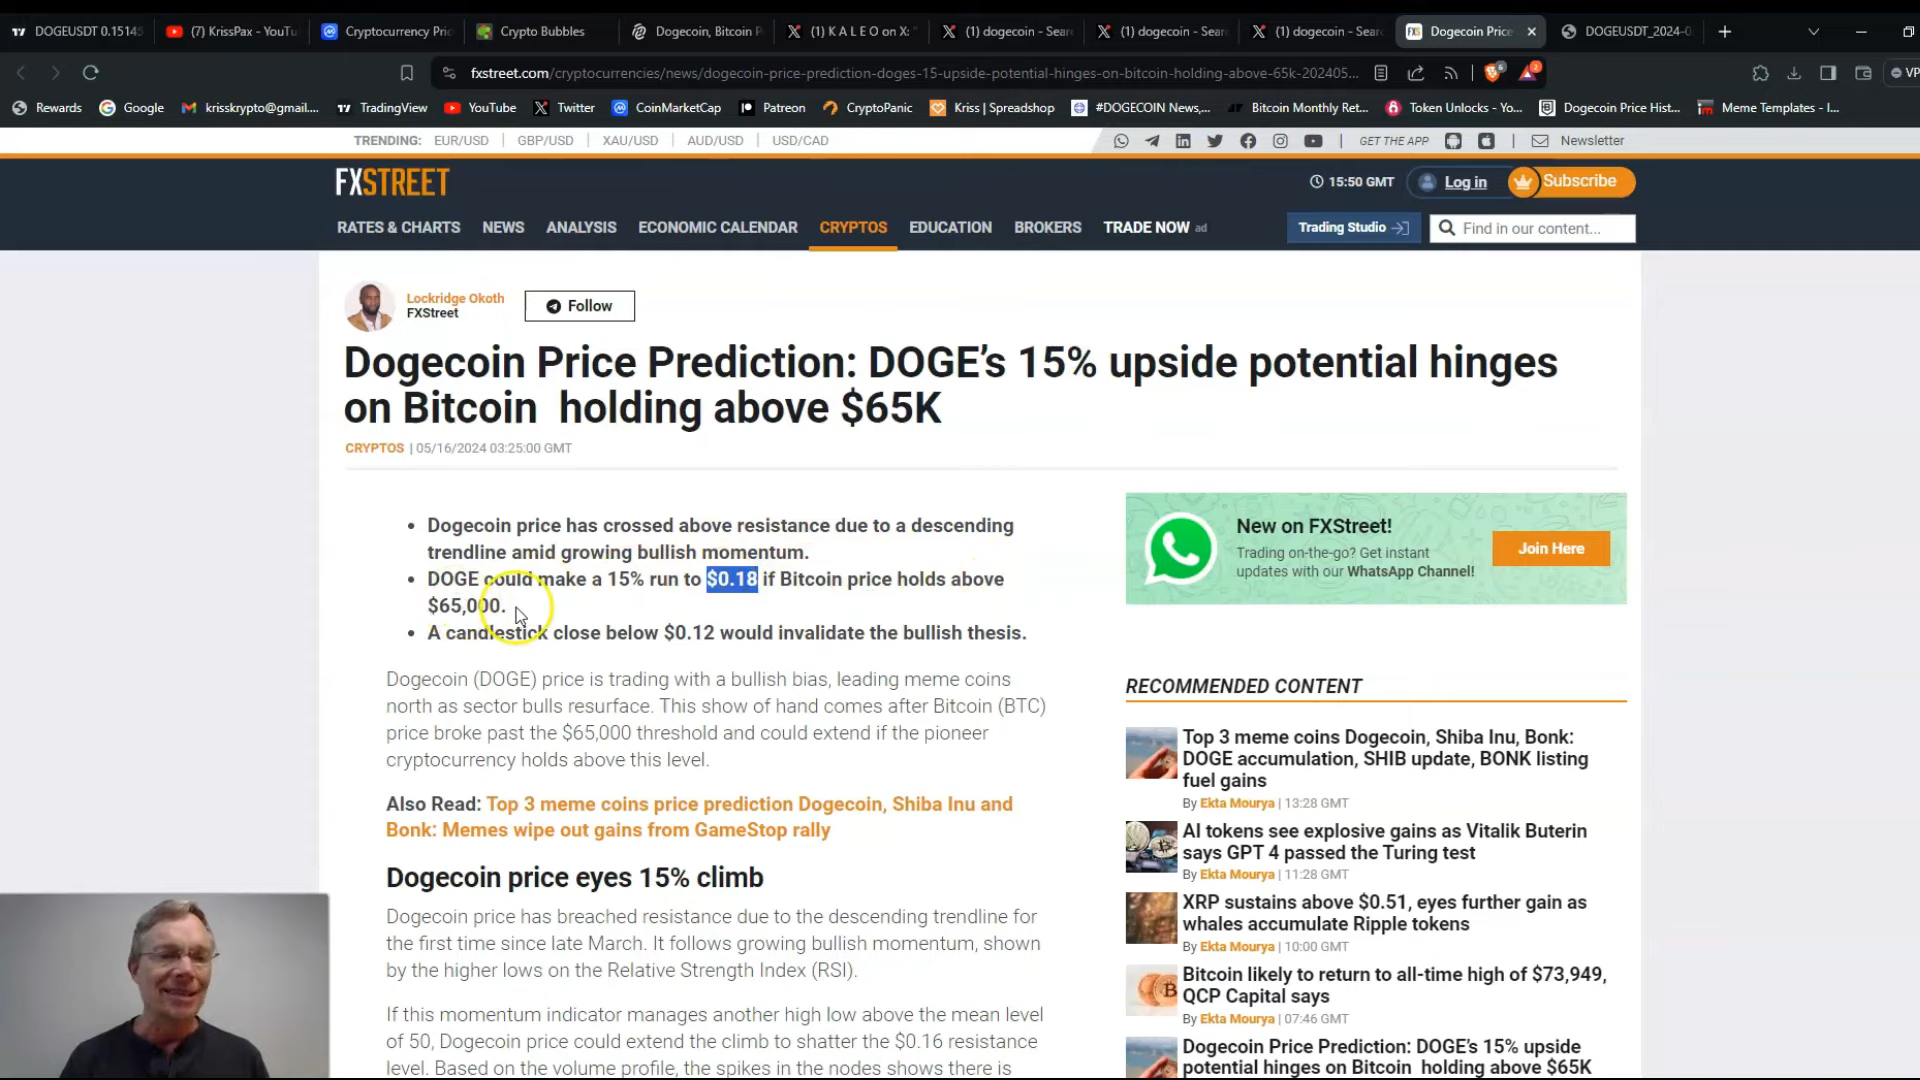 DOGEUSDT 0.15145
(7) KrissPax - YouTu
Cryptocurrency Pric
Crypto Bubbles
Dogecoin, Bitcoin P
(1) K A L E O on X: "
(1) dogecoin - Searc
(1) dogecoin - Searc
(1) dogecoin - Searc
Dogecoin Price
DOGEUSDT_2024-0
fxstreet.com/cryptocurrencies/news/dogecoin-price-prediction-doges-15-upside-potential-hinges-on-bitcoin-holding-above-65k-202405...
VP
Rewards
Google
krisskrypto@gmail....
TradingView
YouTube
Twitter
CoinMarketCap
Patreon
CryptoPanic
Kriss | Spreadshop
#DOGECOIN News,...
Bitcoin Monthly Ret...
Token Unlocks - Yo...
Dogecoin Price Hist...
Meme Templates - I...
TRENDING: EUR/USD | GBP/USD | XAU/USD | AUD/USD | USD/CAD
GET THE APP
Newsletter
FXSTREET
15:50 GMT
Log in
Subscribe
RATES & CHARTS NEWS ANALYSIS ECONOMIC CALENDAR CRYPTOS EDUCATION BROKERS TRADE NOW ad
Trading Studio
Find in our content...
Lockridge Okoth
FXStreet
Follow
Dogecoin Price Prediction: DOGE's 15% upside potential hinges
on Bitcoin holding above $65K
CRYPTOS | 05/16/2024 03:25:00 GMT
• Dogecoin price has crossed above resistance due to a descending
trendline amid growing bullish momentum.
• DOGE could make a 15% run to $0.18 if Bitcoin price holds above
$65,000.
• A candlestick close below $0.12 would invalidate the bullish thesis.
Dogecoin (DOGE) price is trading with a bullish bias, leading meme coins
north as sector bulls resurface. This show of hand comes after Bitcoin (BTC)
price broke past the $65,000 threshold and could extend if the pioneer
cryptocurrency holds above this level.
Also Read: Top 3 meme coins price prediction Dogecoin, Shiba Inu and
Bonk: Memes wipe out gains from GameStop rally
Dogecoin price eyes 15% climb
Dogecoin price has breached resistance due to the descending trendline for
the first time since late March. It follows growing bullish momentum, shown
by the higher lows on the Relative Strength Index (RSI).
If this momentum indicator manages another high low above the mean level
of 50, Dogecoin price could extend the climb to shatter the $0.16 resistance
level. Based on the volume profile, the spikes in the nodes shows there is
New on FXStreet!
Trading on-the-go? Get instant
updates with our WhatsApp Channel!
Join Here
RECOMMENDED CONTENT
Top 3 meme coins Dogecoin, Shiba Inu, Bonk:
DOGE accumulation, SHIB update, BONK listing
fuel gains
By Ekta Mourya | 13:28 GMT
AI tokens see explosive gains as Vitalik Buterin
says GPT 4 passed the Turing test
By Ekta Mourya | 11:28 GMT
XRP sustains above $0.51, eyes further gain as
whales accumulate Ripple tokens
By Ekta Mourya | 10:00 GMT
Bitcoin likely to return to all-time high of $73,949,
QCP Capital says
By Ekta Mourya | 07:46 GMT
Dogecoin Price Prediction: DOGE's 15% upside
potential hinges on Bitcoin holding above $65K